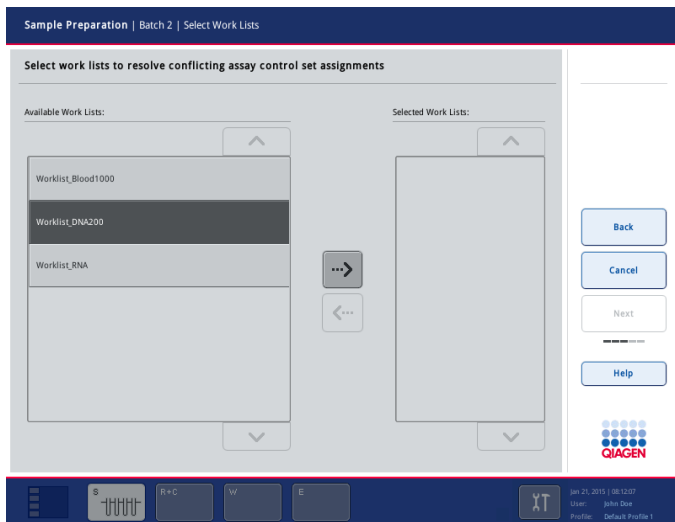 Sample Preparation | Batch 2 | Select Work Lists
Select work lists to resolve conflicting assay control set assignments
Available Work Lists:
Selected Work Lists:
Worklist_Blood1000
Worklist_DNA200
Worklist_RNA
Back
Cancel
Next
Help
QIAGEN
S
R+C
W
E
Jan 21, 2015 | 08:12:07
User: John Doe
Profile: Default Profile 1